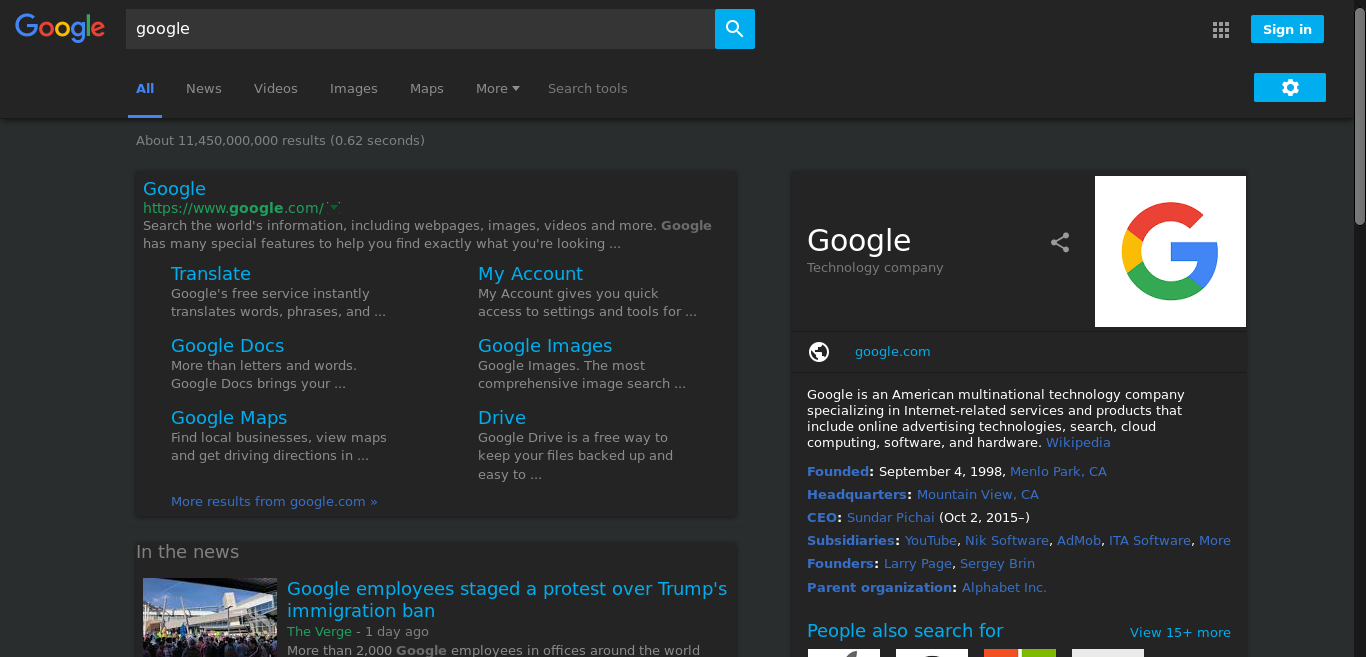 Google
google
Sign in
All News Videos Images Maps More Search tools
About 11,450,000,000 results (0.62 seconds)
Google
https://www.google.com/
Search the world's information, including webpages, images, videos and more. Google
has many special features to help you find exactly what you're looking ...
Translate
Google's free service instantly
translates words, phrases, and ...
My Account
My Account gives you quick
access to settings and tools for ...
Google Docs
More than letters and words.
Google Docs brings your ...
Google Images
Google Images. The most
comprehensive image search ...
Google Maps
Find local businesses, view maps
and get driving directions in ...
Drive
Google Drive is a free way to
keep your files backed up and
easy to ...
More results from google.com »
In the news
Google employees staged a protest over Trump's
immigration ban
The Verge - 1 day ago
More than 2,000 Google employees in offices around the world
Google
Technology company
G
google.com
Google is an American multinational technology company
specializing in Internet-related services and products that
include online advertising technologies, search, cloud
computing, software, and hardware. Wikipedia
Founded: September 4, 1998, Menlo Park, CA
Headquarters: Mountain View, CA
CEO: Sundar Pichai (Oct 2, 2015–)
Subsidiaries: YouTube, Nik Software, AdMob, ITA Software, More
Founders: Larry Page, Sergey Brin
Parent organization: Alphabet Inc.
People also search for
View 15+ more